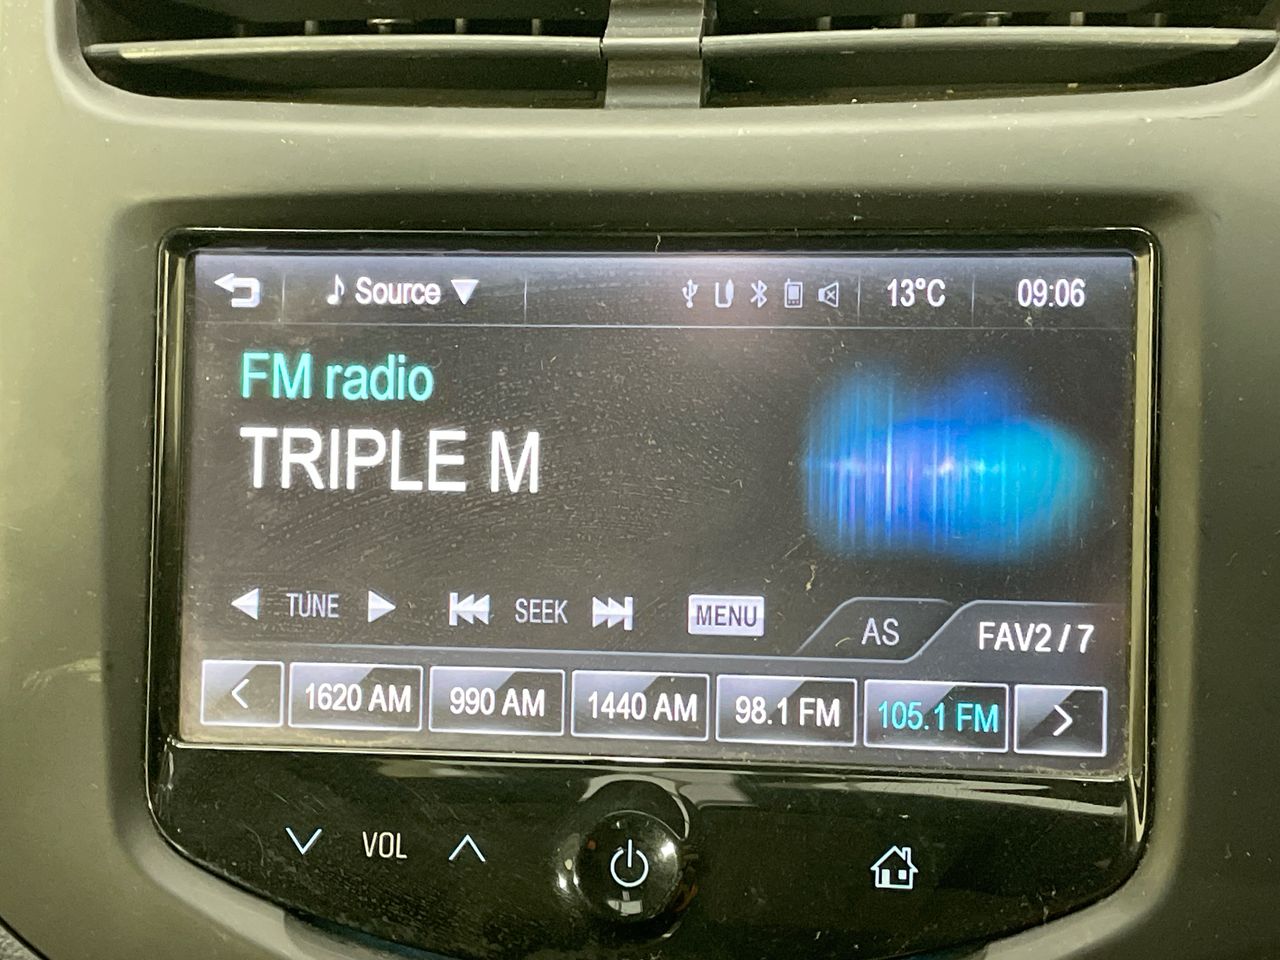 Source 13°C 09:06
FM radio
TRIPLE M
TUNE SEEK MENU AS FAV2 / 7
1620 AM 990 AM 1440 AM 98.1 FM 105.1 FM
VOL